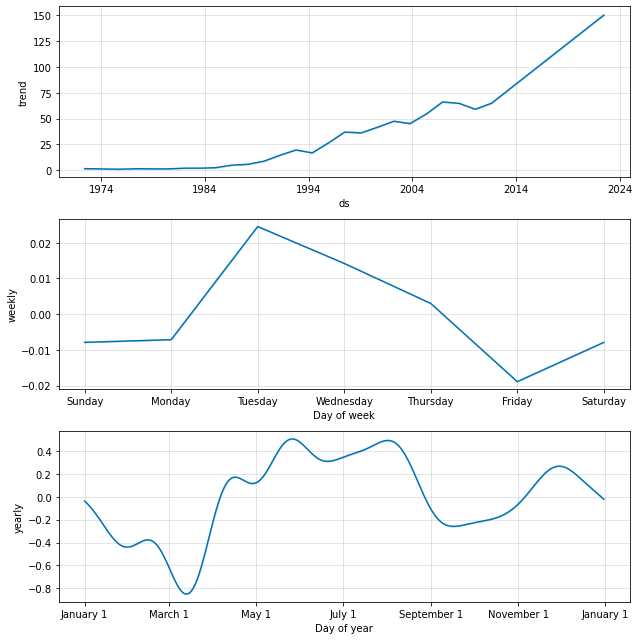 150
125
100
75
50
25
0
trend
1974 1984 1994 2004 2014 2024
ds
0.02
0.01
0.00
−0.01
−0.02
weekly
Sunday Monday Tuesday Wednesday Thursday Friday Saturday
Day of week
0.4
0.2
0.0
−0.2
−0.4
−0.6
−0.8
yearly
January 1 March 1 May 1 July 1 September 1 November 1 January 1
Day of year